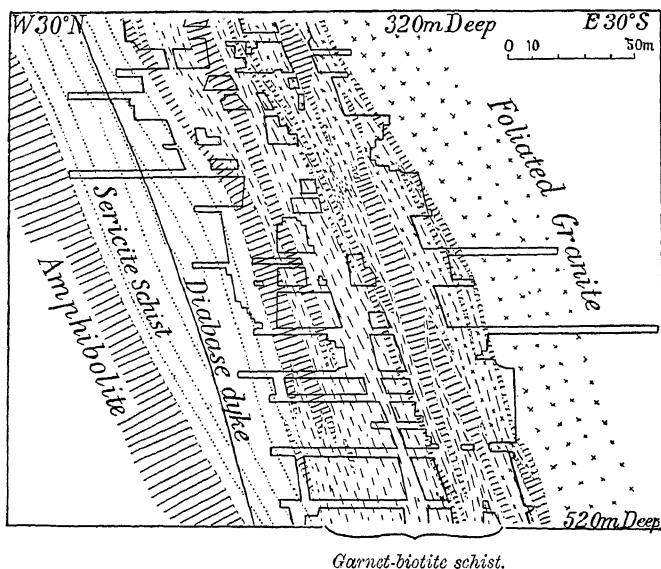 W30°N
320m Deep
E30°S
0 10 50m
Foliated Granite
Sericite Schist
Diabase dyke
Amphibolite
520m Deep
Garnet-biotite schist.